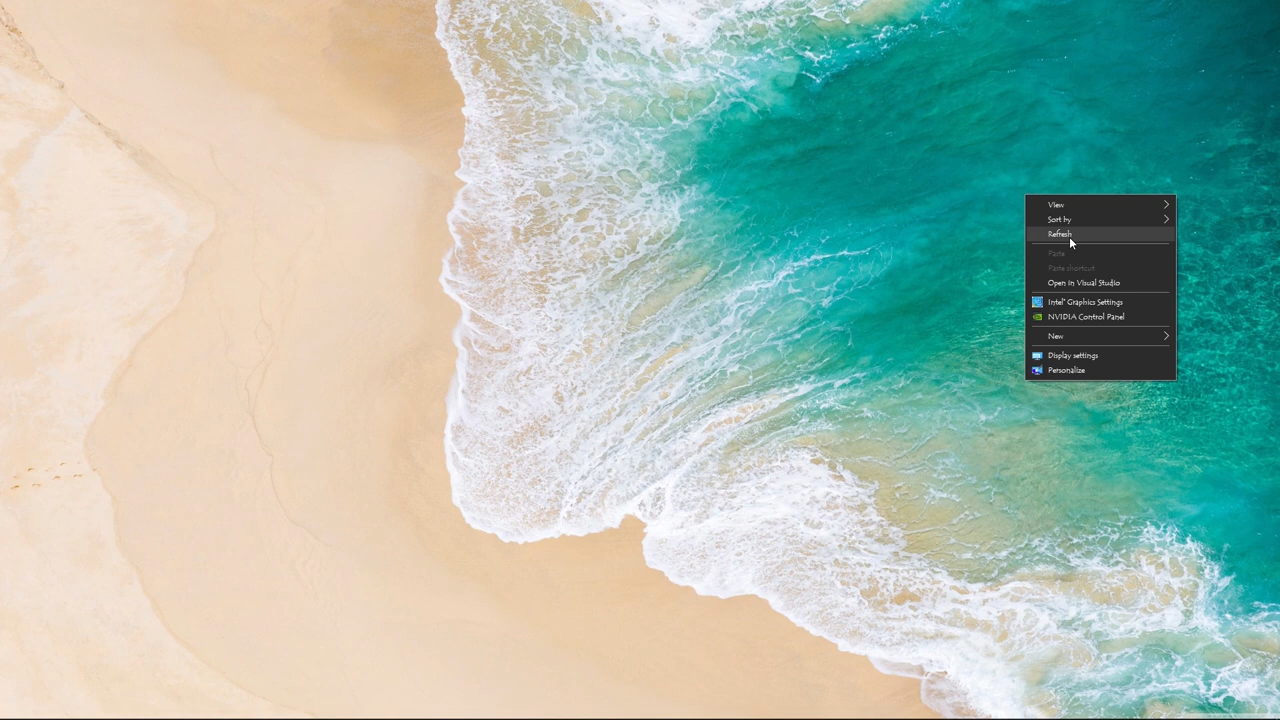 View
Sort by
Refresh
Paste
Paste shortcut
Open in Visual Studio
Intel® Graphics Settings
NVIDIA Control Panel
New
Display settings
Personalize